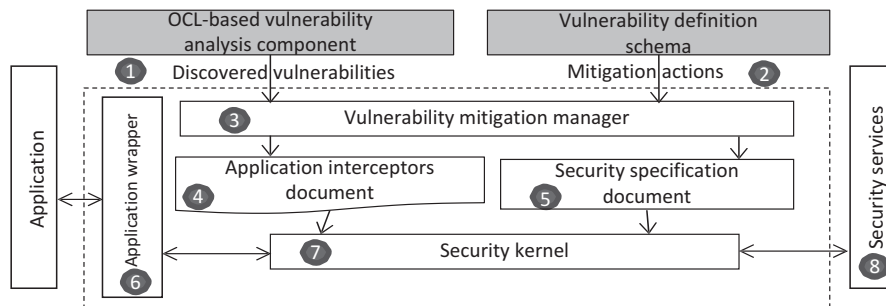 OCL-based vulnerability
analysis component
Vulnerability definition
schema
1
Discovered vulnerabilities
Mitigation actions
2
3
Vulnerability mitigation manager
Application
Application wrapper
6
4
Application interceptors
document
5
Security specification
document
7
Security kernel
Security services
8